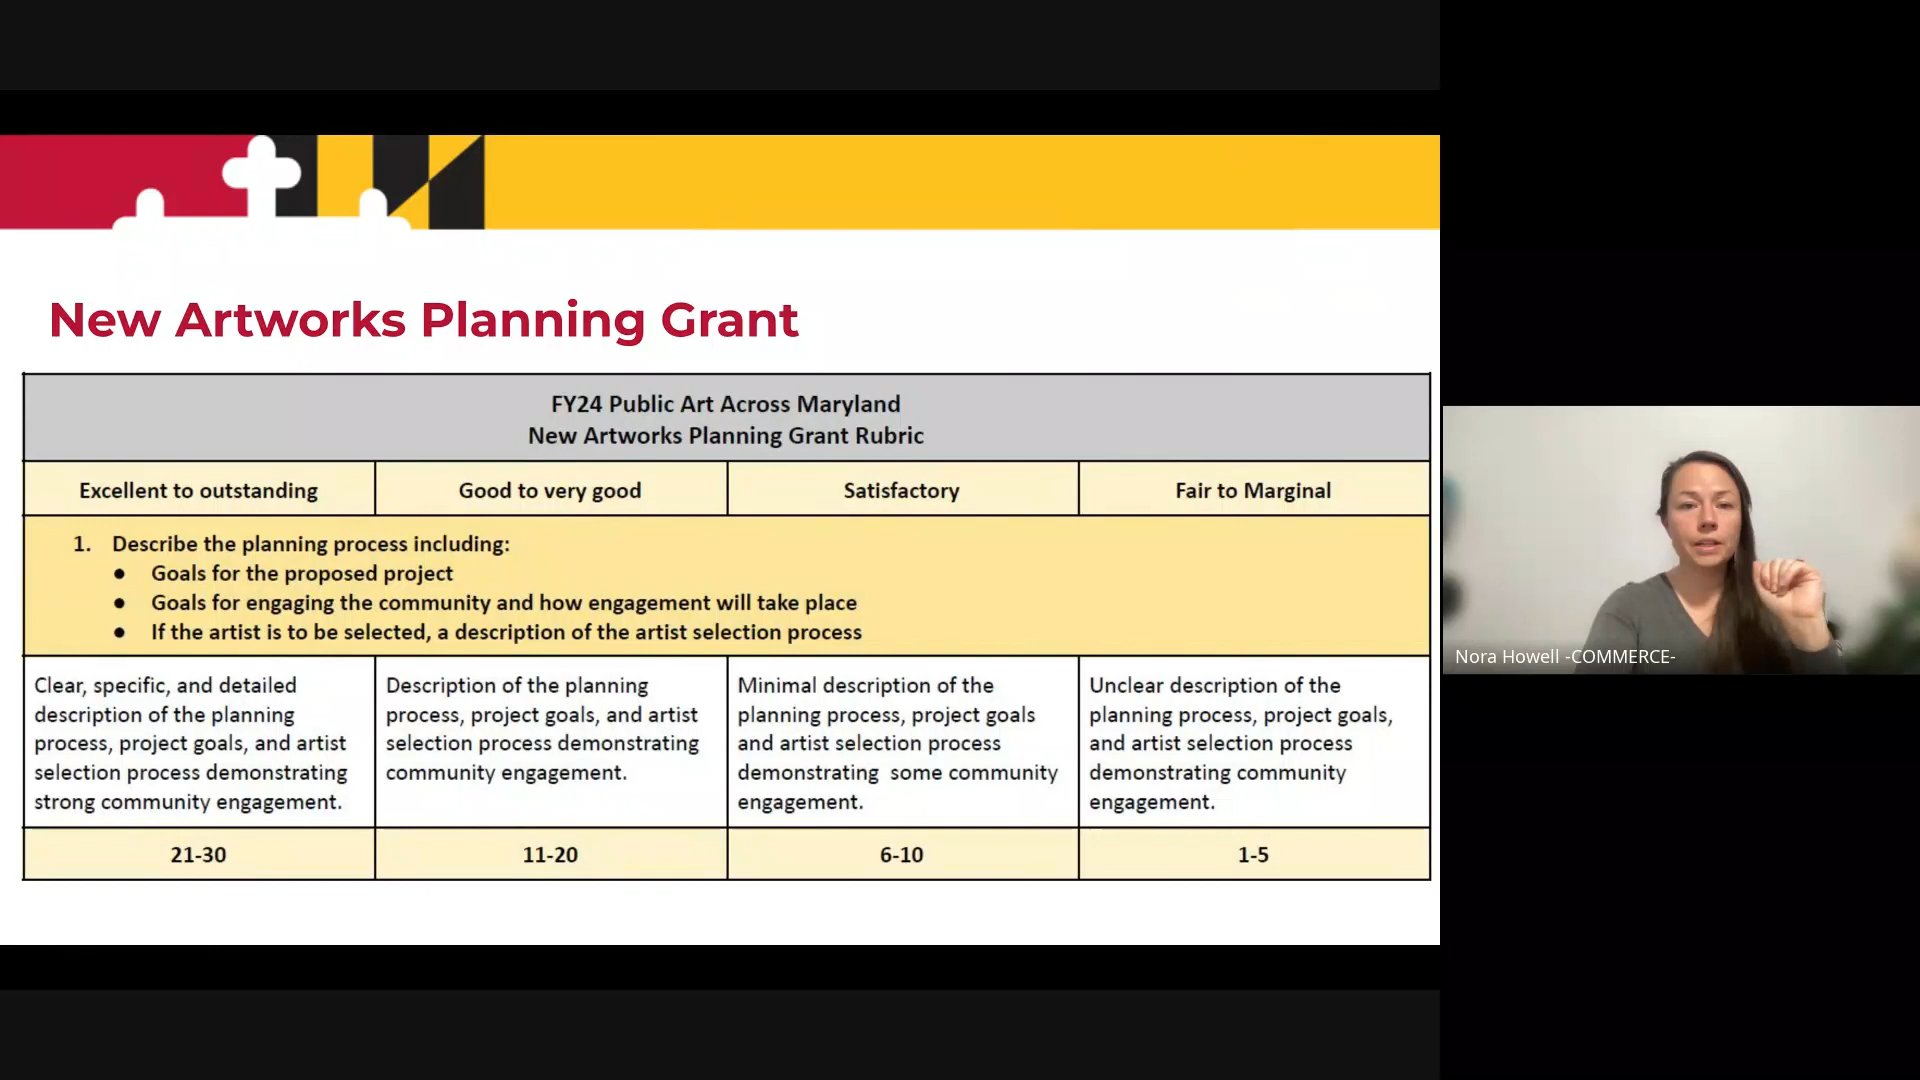 New Artworks Planning Grant
FY24 Public Art Across Maryland
New Artworks Planning Grant Rubric
Excellent to outstanding
Good to very good
Satisfactory
Fair to Marginal
1. Describe the planning process including:
● Goals for the proposed project
● Goals for engaging the community and how engagement will take place
● If the artist is to be selected, a description of the artist selection process
Clear, specific, and detailed
description of the planning
process, project goals, and artist
selection process demonstrating
strong community engagement.
Description of the planning
process, project goals, and artist
selection process demonstrating
community engagement.
Minimal description of the
planning process, project goals
and artist selection process
demonstrating  some community
engagement.
Unclear description of the
planning process, project goals,
and artist selection process
demonstrating community
engagement.
21-30
11-20
6-10
1-5
Nora Howell -COMMERCE-